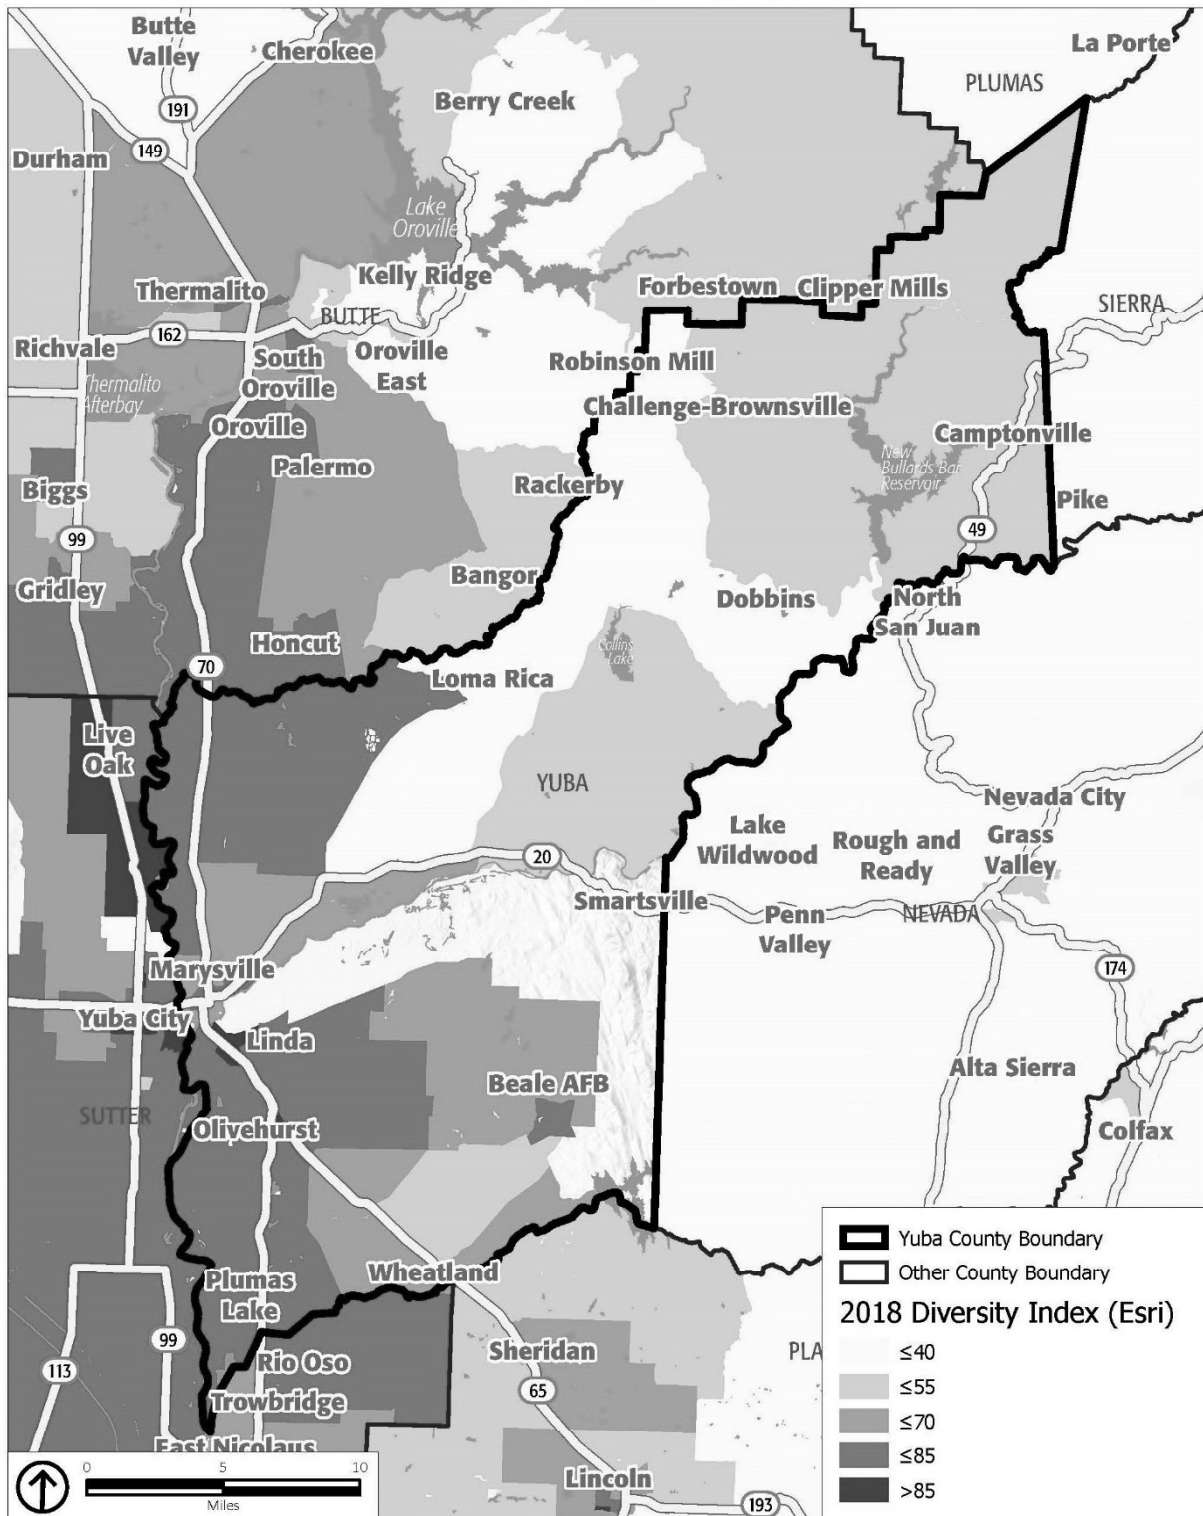 Butte
Valley
Cherokee
La Porte
PLUMAS
Berry Creek
191
149
Durham
Lake
Oroville
Kelly Ridge
Thermalito
BUTTE
Forbestown
Clipper Mills
SIERRA
162
Richvale
South
Oroville
Oroville
East
Robinson Mill
Thermalito
Afterbay
Challenge-Brownsville
Oroville
Camptonville
Palermo
New
Bullards Bar
Reservoir
Rackerby
Biggs
Pike
49
99
Bangor
Gridley
Dobbins
North
San Juan
Honcut
Collins
Lake
70
Loma Rica
Live
Oak
YUBA
Nevada City
Lake
Wildwood
Rough and
Ready
Grass
Valley
20
Smartsville
Penn
Valley
NEVADA
174
Marysville
Yuba City
Linda
Alta Sierra
Beale AFB
SUTTER
Olivehurst
Colfax
Wheatland
Plumas
Lake
99
113
Rio Oso
Sheridan
PLA
65
Trowbridge
East Nicolaus
Lincoln
193
0 5 10
Miles
Yuba County Boundary
Other County Boundary
2018 Diversity Index (Esri)
≤40
≤55
≤70
≤85
>85